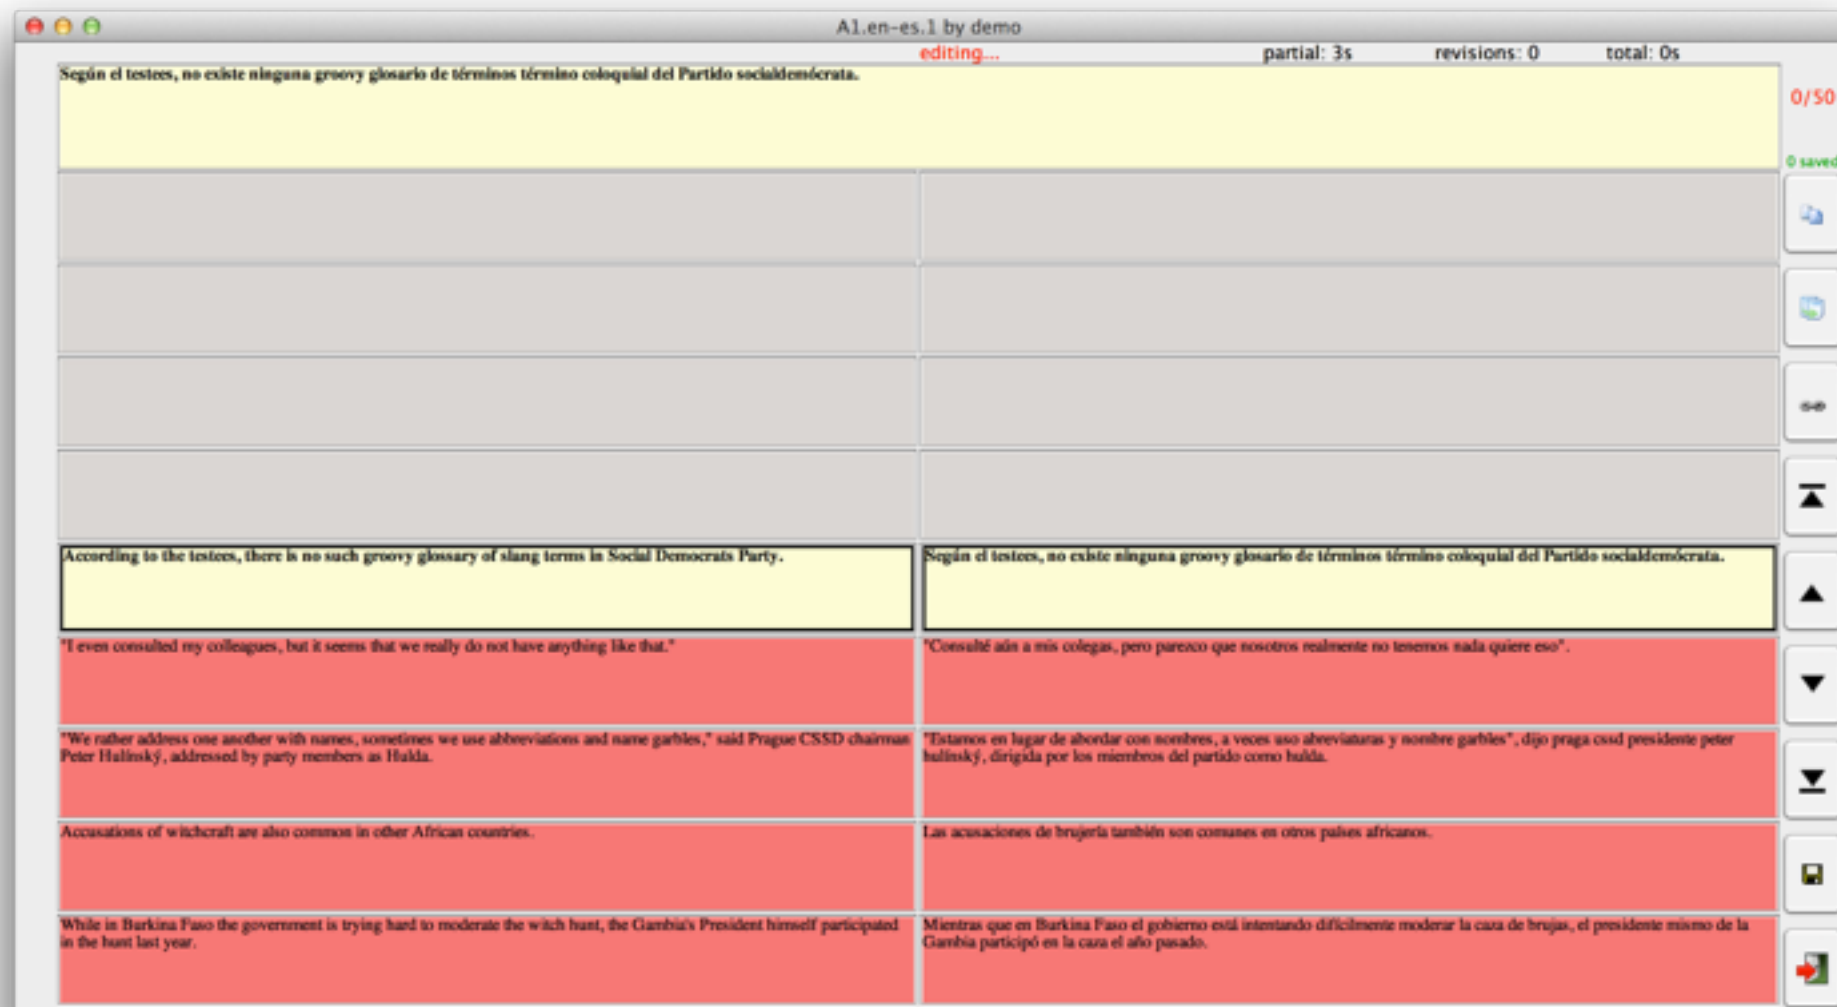 A1.en-es.1 by demo
editing... partial: 3s revisions: 0 total: 0s
Según el testees, no existe ninguna groovy glosario de términos término coloquial del Partido socialdemócrata.
0/50
0 saved
According to the testees, there is no such groovy glossary of slang terms in Social Democrats Party.
Según el testees, no existe ninguna groovy glosario de términos término coloquial del Partido socialdemócrata.
"I even consulted my colleagues, but it seems that we really do not have anything like that."
"Consulté aún a mis colegas, pero parezco que nosotros realmente no tenemos nada quiere eso".
"We rather address one another with names, sometimes we use abbreviations and name garbles," said Prague CSSD chairman
Peter Hulínský, addressed by party members as Hulda.
"Estamos en lugar de abordar con nombres, a veces uso abreviaturas y nombre garbles", dijo praga cssd presidente peter
hulínský, dirigida por los miembros del partido como hulda.
Accusations of witchcraft are also common in other African countries.
Las acusaciones de brujería también son comunes en otros países africanos.
While in Burkina Faso the government is trying hard to moderate the witch hunt, the Gambia's President himself participated
in the hunt last year.
Mientras que en Burkina Faso el gobierno está intentando difícilmente moderar la caza de brujas, el presidente mismo de la
Gambia participó en la caza el año pasado.